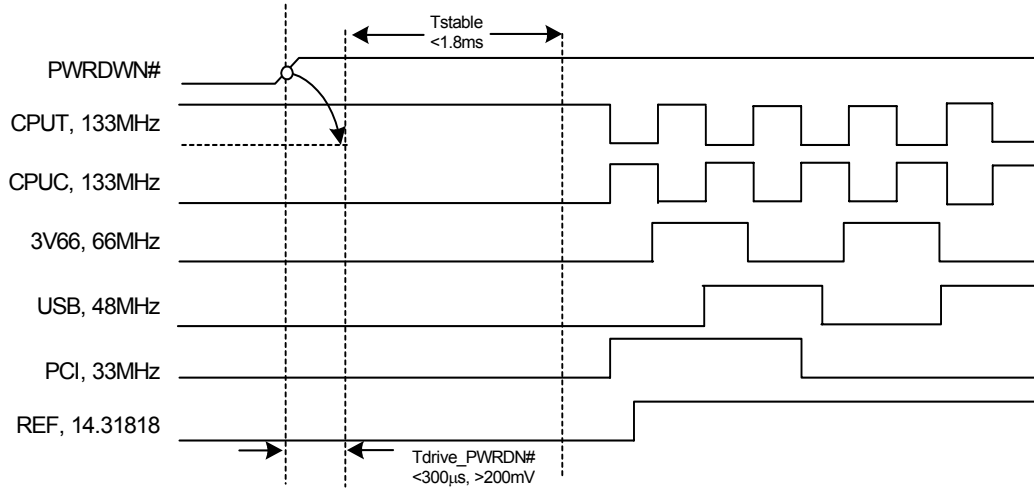 Tstable
<1.8ms
PWRDWN#
CPUT, 133MHz
CPUC, 133MHz
3V66, 66MHz
USB, 48MHz
PCI, 33MHz
REF, 14.31818
Tdrive_PWRDN#
<300µs, >200mV